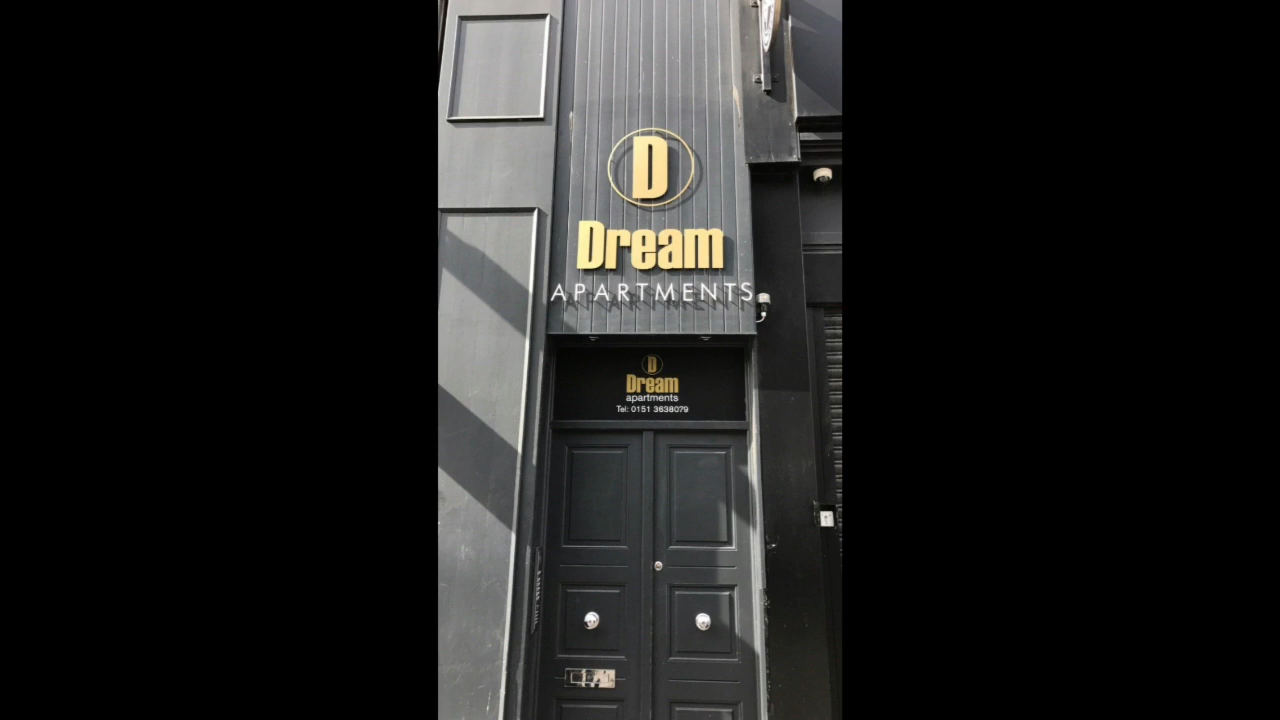 D
Dream
APARTMENTS
D
Dream
apartments
Tel: 0151 3638079